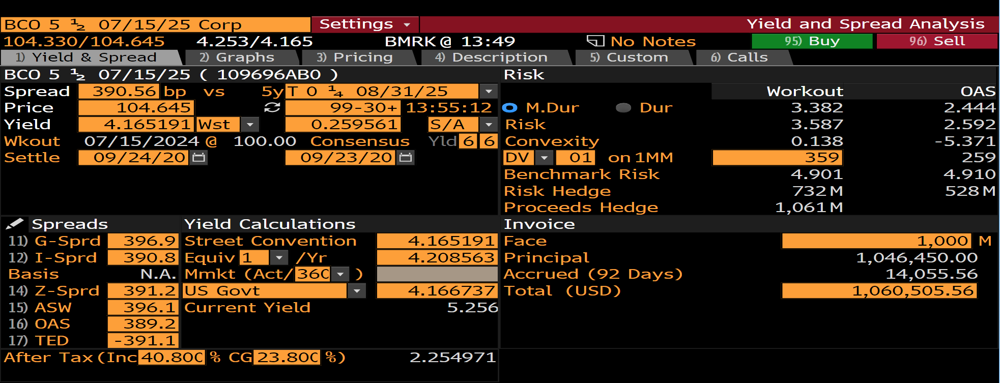 BCO 5 ½ 07/15/25 Corp Settings Yield and Spread Analysis
104.330/104.645 4.253/4.165 BMRK @ 13:49 No Notes 95) Buy 96) Sell
1) Yield & Spread 2) Graphs 3) Pricing 4) Description 5) Custom 6) Calls
BCO 5 ½ 07/15/25 ( 109696AB0 )
Spread 390.56 bp vs 5y T 0 ¼ 08/31/25
Price 104.645 99-30+ 13:55:12
Yield 4.165191 Wst 0.259561 S/A
Wkout 07/15/2024 @ 100.00 Consensus Yld 6 6
Settle 09/24/20 09/23/20
Risk
Workout OAS
M.Dur Dur 3.382 2.444
Risk 3.587 2.592
Convexity 0.138 -5.371
DV 01 on 1MM 359 259
Benchmark Risk 4.901 4.910
Risk Hedge 732 M 528 M
Proceeds Hedge 1,061 M
Spreads
11) G-Sprd 396.9
12) I-Sprd 390.8
Basis N.A.
14) Z-Sprd 391.2
15) ASW 396.1
16) OAS 389.2
17) TED -391.1
Yield Calculations
Street Convention 4.165191
Equiv 1 /Yr 4.208563
Mmkt (Act/ 360 )
US Govt 4.166737
Current Yield 5.256
After Tax (Inc 40.800 % CG 23.800 %) 2.254971
Invoice
Face 1,000 M
Principal 1,046,450.00
Accrued (92 Days) 14,055.56
Total (USD) 1,060,505.56